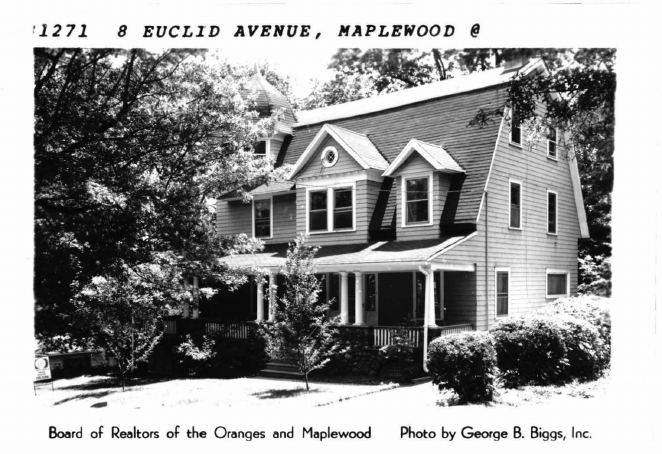 1271 8 EUCLID AVENUE, MAPLEWOOD @
Board of Realtors of the Oranges and Maplewood Photo by George B. Biggs, Inc.